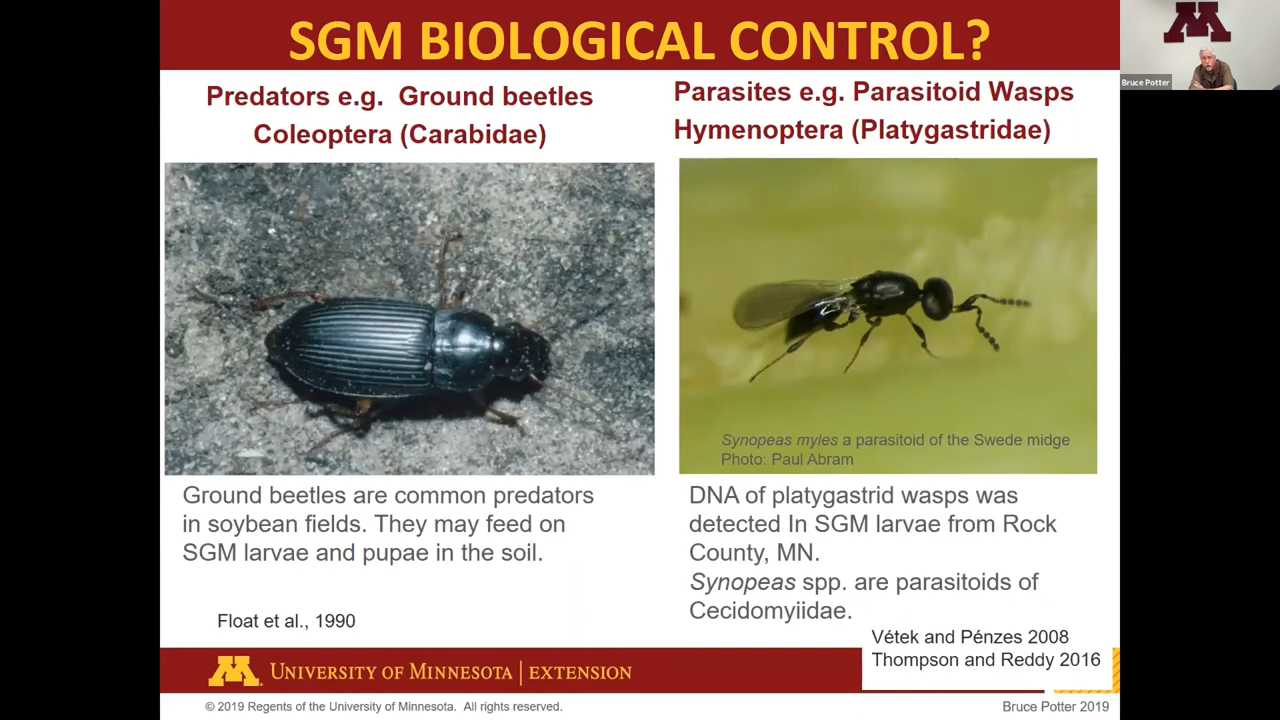 SGM BIOLOGICAL CONTROL?
Predators e.g. Ground beetles
Coleoptera (Carabidae)
Parasites e.g. Parasitoid Wasps
Hymenoptera (Platygastridae)
Synopeas myles a parasitoid of the Swede midge
Photo: Paul Abram
Ground beetles are common predators
in soybean fields. They may feed on
SGM larvae and pupae in the soil.
Float et al., 1990
DNA of platygastrid wasps was
detected In SGM larvae from Rock
County, MN.
Synopeas spp. are parasitoids of
Cecidomyiidae.
Vétek and Pénzes 2008
Thompson and Reddy 2016
M UNIVERSITY OF MINNESOTA | EXTENSION
© 2019 Regents of the University of Minnesota. All rights reserved.
Bruce Potter 2019
M
Bruce Potter